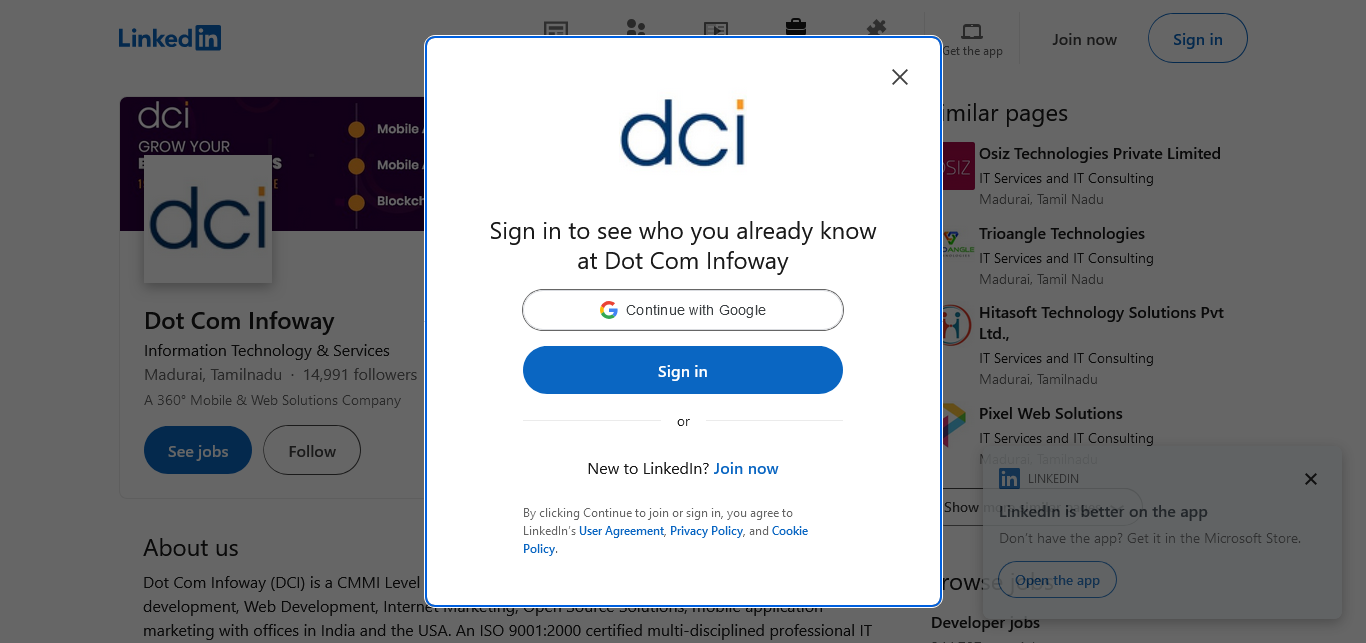 Linked in
Get the app
Join now
Sign in
dci
GROW YOUR
Mobile
Mobile
dci
Dot Com Infoway
Information Technology & Services
Madurai, Tamilnadu · 14,991 followers
A 360° Mobile & Web Solutions Company
See jobs
Follow
About us
Dot Com Infoway (DCI) is a CMMI Level
development, Web Development, Internet Marketing, Open Source Solutions, mobile application
marketing with offices in India and the USA. An ISO 9001:2000 certified multi-disciplined professional IT
dci
Sign in to see who you already know
at Dot Com Infoway
Continue with Google
Sign in
or
New to LinkedIn? Join now
By clicking Continue to join or sign in, you agree to
LinkedIn's User Agreement, Privacy Policy, and Cookie
Policy.
pages
OSIZ
Osiz Technologies Private Limited
IT Services and IT Consulting
Madurai, Tamil Nadu
Trioangle Technologies
IT Services and IT Consulting
Madurai, Tamil Nadu
Hitasoft Technology Solutions Pvt
Ltd.,
IT Services and IT Consulting
Madurai, Tamilnadu
Pixel Web Solutions
IT Services and IT Consulting
Madurai, Tamilnadu
Show
in LINKEDIN
LinkedIn is better on the app
Don't have the app? Get it in the Microsoft Store.
Open the app
jobs
Developer jobs